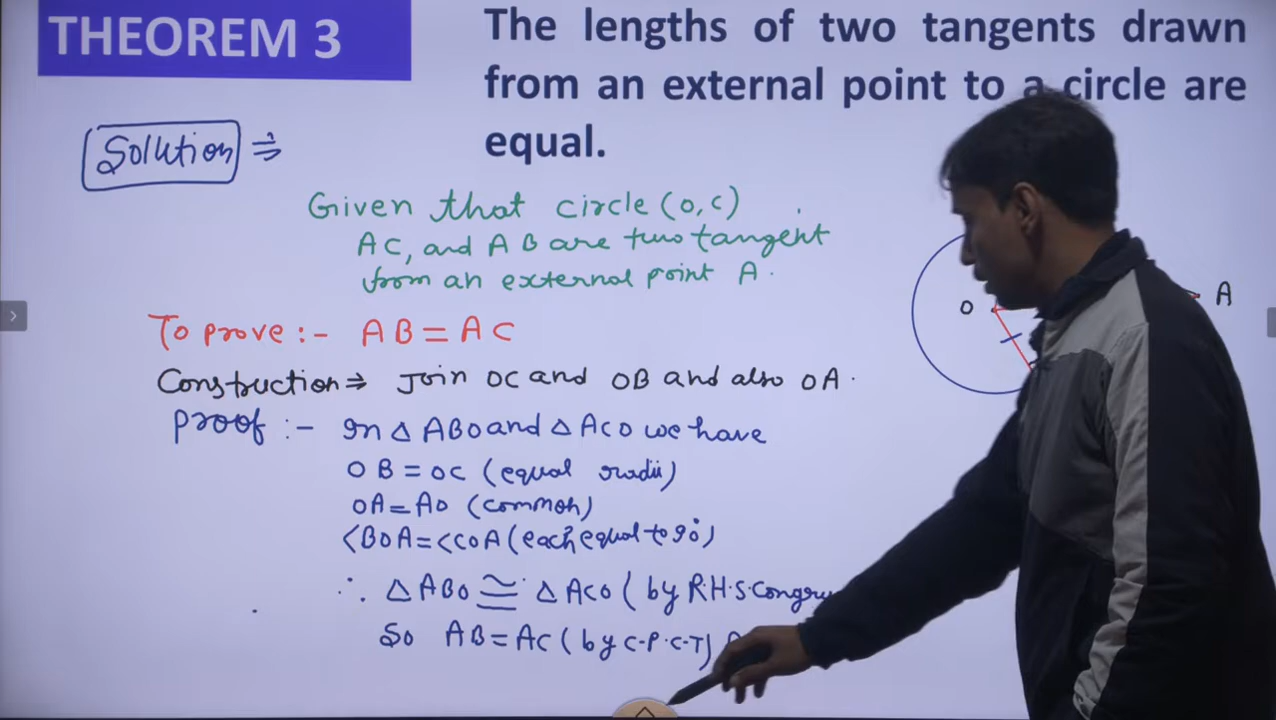 THEOREM 3
The lengths of two tangents drawn
from an external point to a circle are
equal.
Solution ⇒
Given that circle (O, C)
AC, and AB are two tangent
from an external point A.
To prove :- AB = AC
Construction ⇒ Join OC and OB and also OA.
Proof :- In △ ABO and △ ACO we have
OB = OC (equal radii)
OA = AO (common)
<BOA = <COA (each equal to 90°)
∴ △ABO ≅ △ACO (by R.H.S.
So AB = AC (by C.P.C.T)
O
A